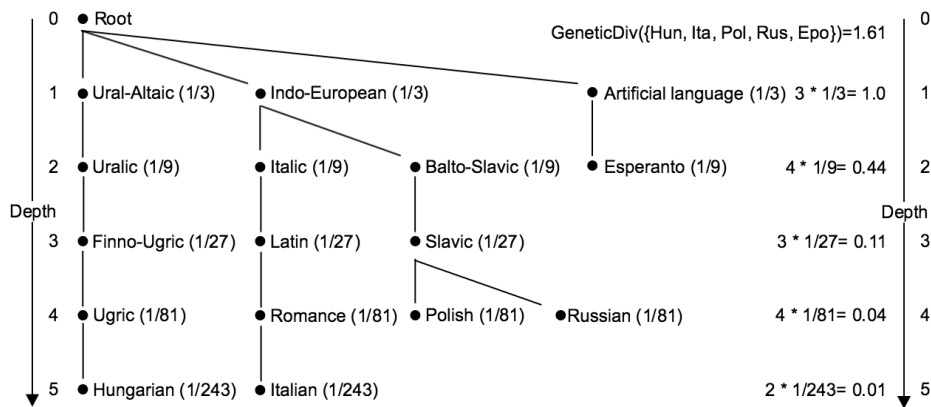 0 Root 0
GeneticDiv({Hun, Ita, Pol, Rus, Epo})=1.61
1 Ural-Altaic (1/3) Indo-European (1/3) Artificial language (1/3) 3 * 1/3= 1.0 1
2 Uralic (1/9) Italic (1/9) Balto-Slavic (1/9) Esperanto (1/9) 4 * 1/9= 0.44 2
Depth Depth
3 Finno-Ugric (1/27) Latin (1/27) Slavic (1/27) 3 * 1/27= 0.11 3
4 Ugric (1/81) Romance (1/81) Polish (1/81) Russian (1/81) 4 * 1/81= 0.04 4
5 Hungarian (1/243) Italian (1/243) 2 * 1/243= 0.01 5